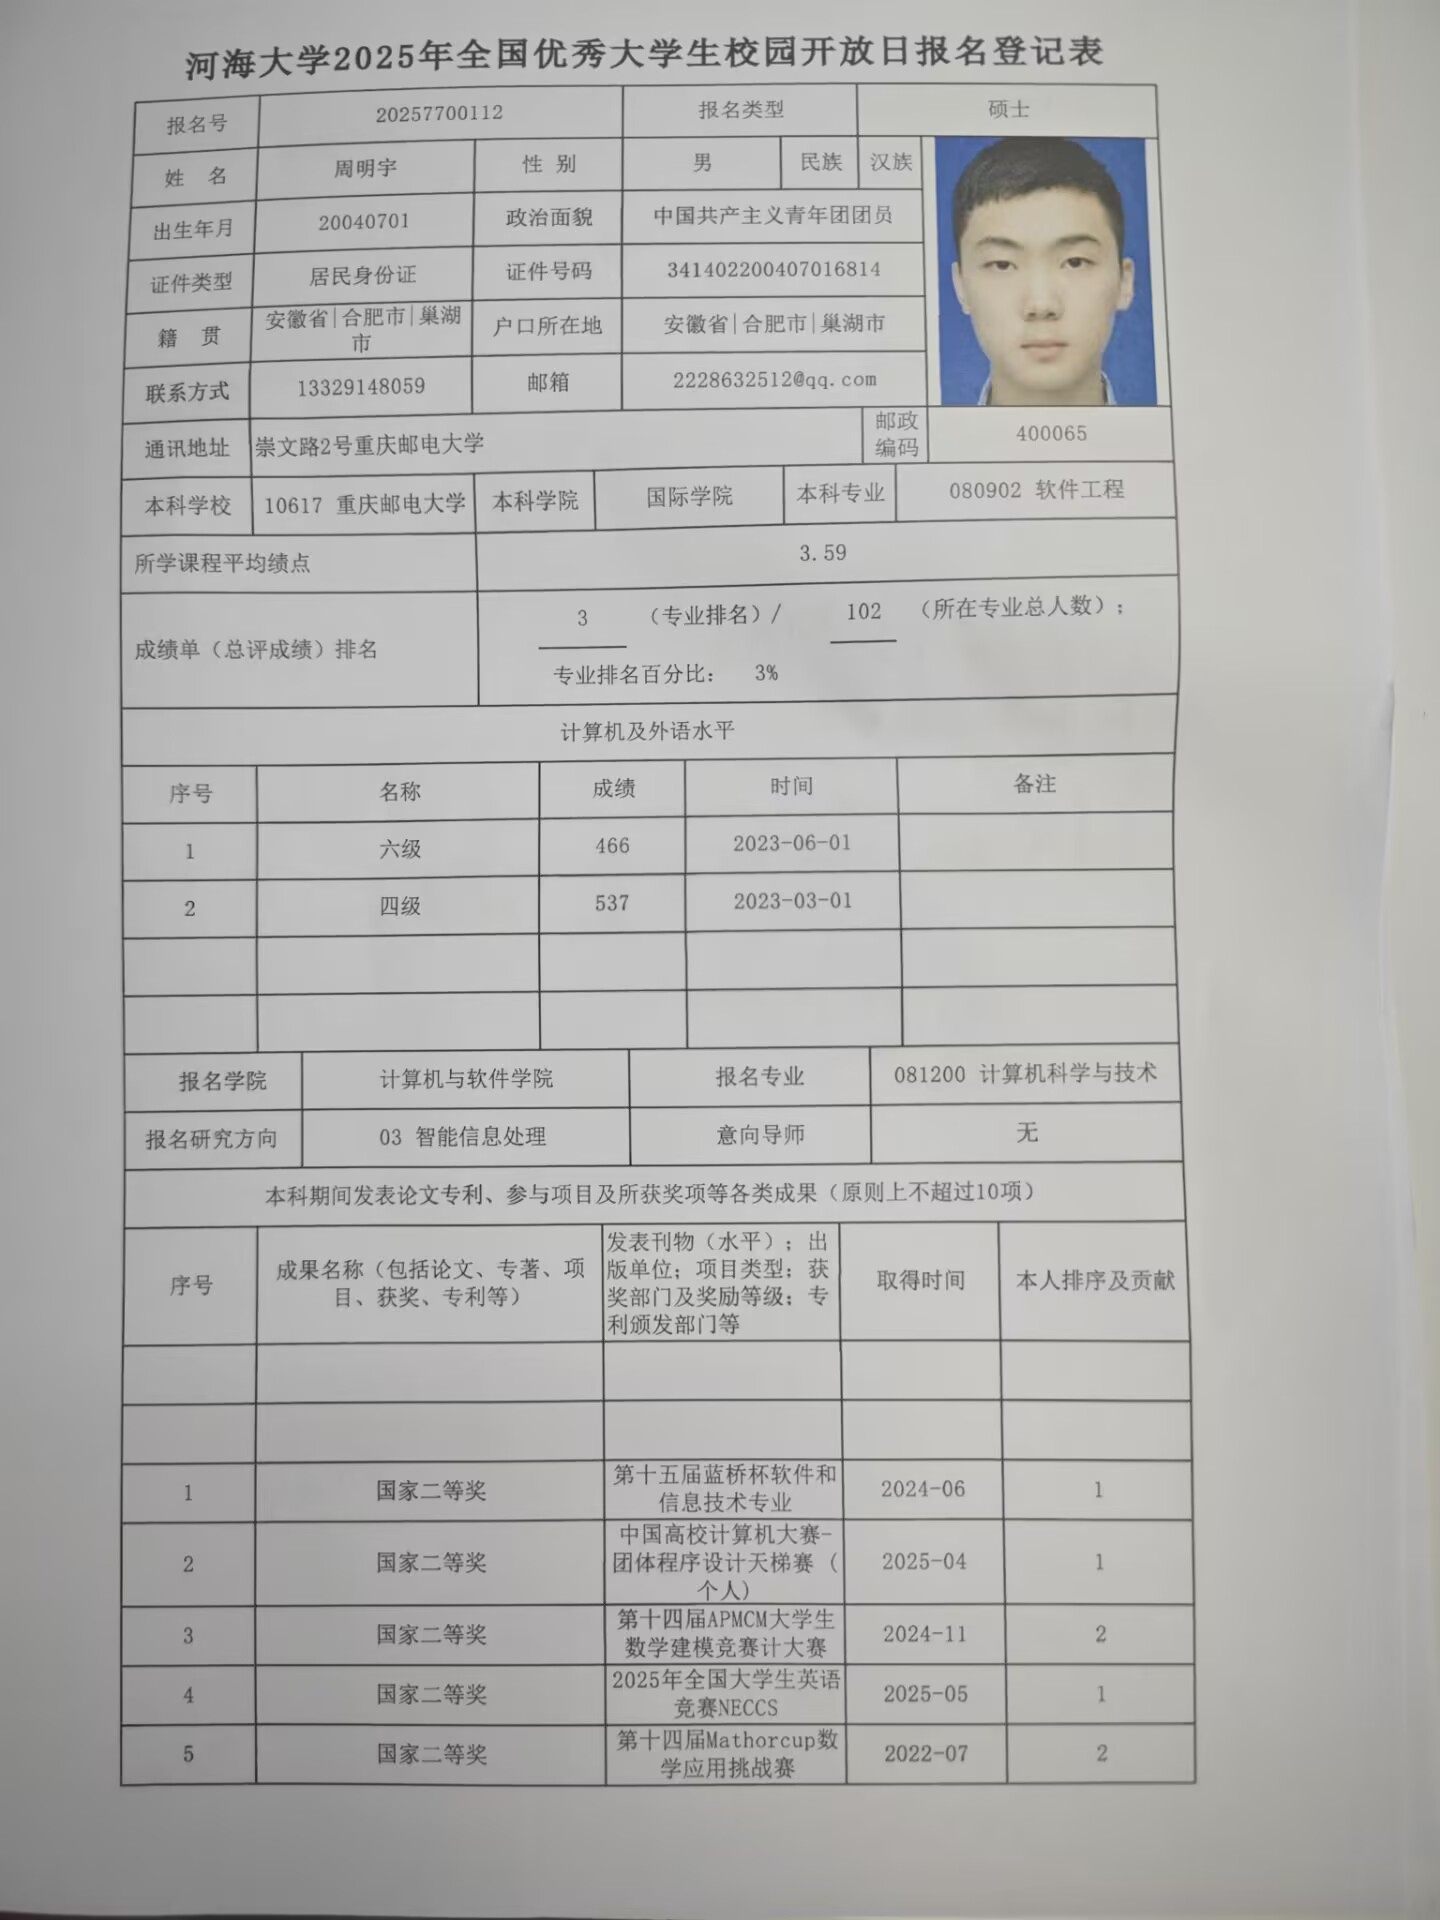 河海大学2025年全国优秀大学生校园开放日报名登记表
报名号 20257700112 报名类型 硕士
姓 名 周明宇 性 别 男 民族 汉族
出生年月 20040701 政治面貌 中国共产主义青年团团员
证件类型 居民身份证 证件号码 341402200407016814
籍 贯 安徽省|合肥市|巢湖
市 户口所在地 安徽省|合肥市|巢湖市
联系方式 13329148059 邮箱 2228632512@qq.com
通讯地址 崇文路2号重庆邮电大学 邮政
编码 400065
本科学校 10617 重庆邮电大学 本科学院 国际学院 本科专业 080902 软件工程
所学课程平均绩点 3.59
成绩单（总评成绩）排名 3 （专业排名）/ 102 （所在专业总人数）；
专业排名百分比： 3%
计算机及外语水平
序号 名称 成绩 时间 备注
1 六级 466 2023-06-01
2 四级 537 2023-03-01
报名学院 计算机与软件学院 报名专业 081200 计算机科学与技术
报名研究方向 03 智能信息处理 意向导师 无
本科期间发表论文专利、参与项目及所获奖项等各类成果（原则上不超过10项）
序号 成果名称（包括论文、专著、项
目、获奖、专利等） 发表刊物（水平）；出
版单位；项目类型；获
奖部门及奖励等级；专
利颁发部门等 取得时间 本人排序及贡献
1 国家二等奖 第十五届蓝桥杯软件和
信息技术专业 2024-06 1
2 国家二等奖 中国高校计算机大赛-
团体程序设计天梯赛（
个人） 2025-04 1
3 国家二等奖 第十四届APMCM大学生
数学建模竞赛计大赛 2024-11 2
4 国家二等奖 2025年全国大学生英语
竞赛NECCS 2025-05 1
5 国家二等奖 第十四届Mathorcup数
学应用挑战赛 2022-07 2